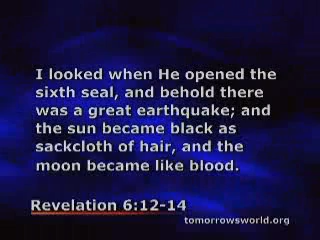 I looked when He opened the
sixth seal, and behold there
was a great earthquake; and
the sun became black as
sackcloth of hair, and the
moon became like blood.
Revelation 6:12-14
tomorrowsworld.org